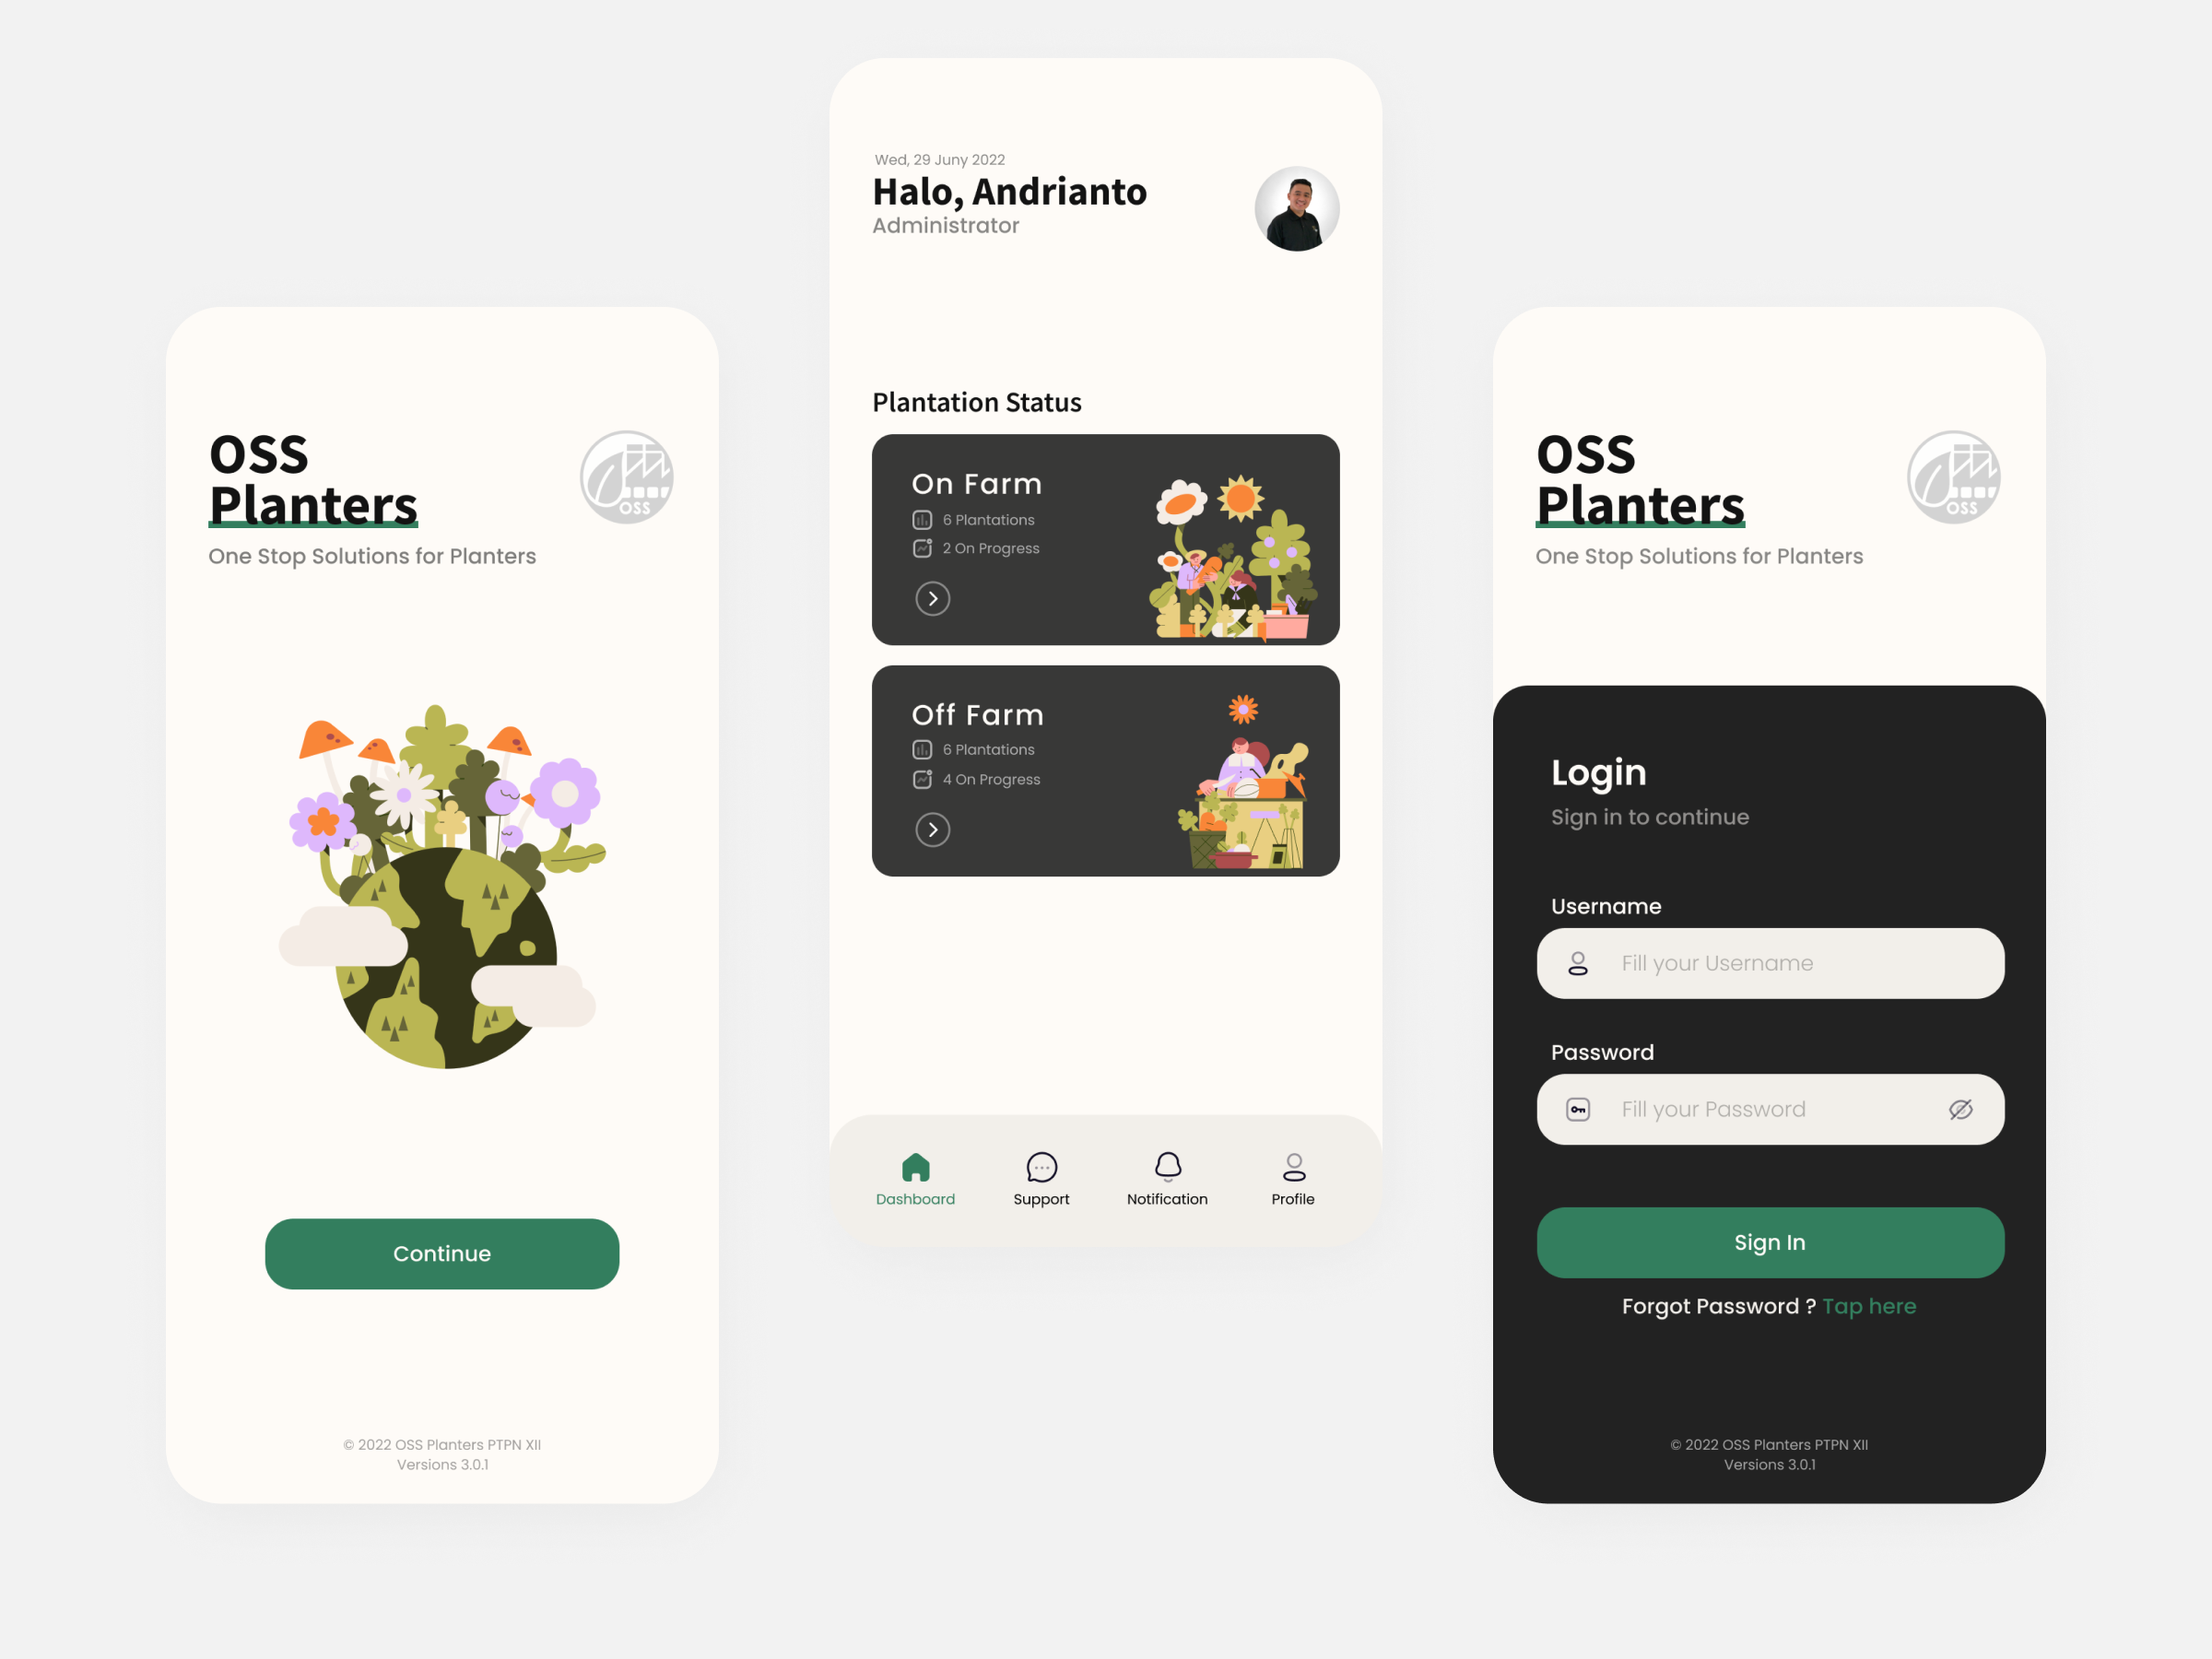 OSS
Planters
One Stop Solutions for Planters
OSS
Continue
© 2022 OSS Planters PTPN XII
Versions 3.0.1
Wed, 29 Juny 2022
Halo, Andrianto
Administrator
Plantation Status
On Farm
6 Plantations
2 On Progress
Off Farm
6 Plantations
4 On Progress
Dashboard
Support
Notification
Profile
OSS
Planters
One Stop Solutions for Planters
OSS
Login
Sign in to continue
Username
Fill your Username
Password
Fill your Password
Sign In
Forgot Password ? Tap here
© 2022 OSS Planters PTPN XII
Versions 3.0.1